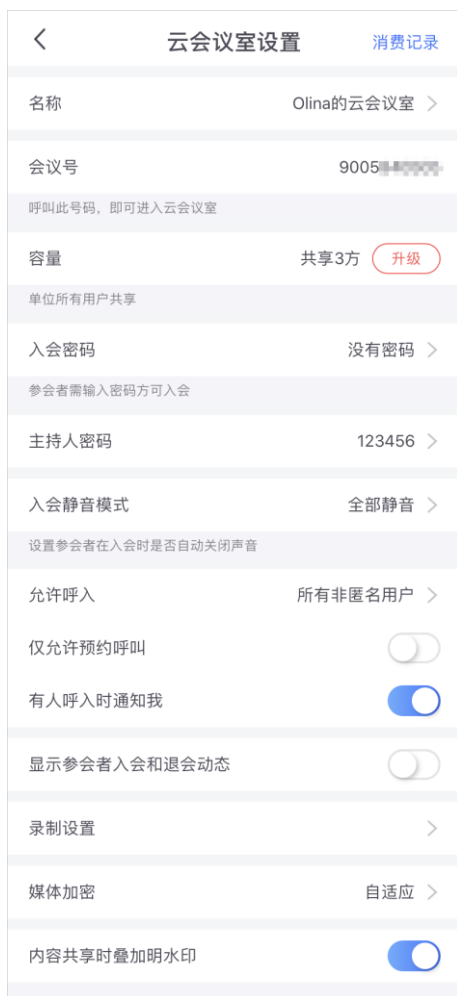 云会议室设置 消费记录
名称 Olina的云会议室
会议号 9005
呼叫此号码，即可进入云会议室
容量 共享3方 升级
单位所有用户共享
入会密码 没有密码
参会者需输入密码方可入会
主持人密码 123456
入会静音模式 全部静音
设置参会者在入会时是否自动关闭声音
允许呼入 所有非匿名用户
仅允许预约呼叫
有人呼入时通知我
显示参会者入会和退会动态
录制设置
媒体加密 自适应
内容共享时叠加明水印